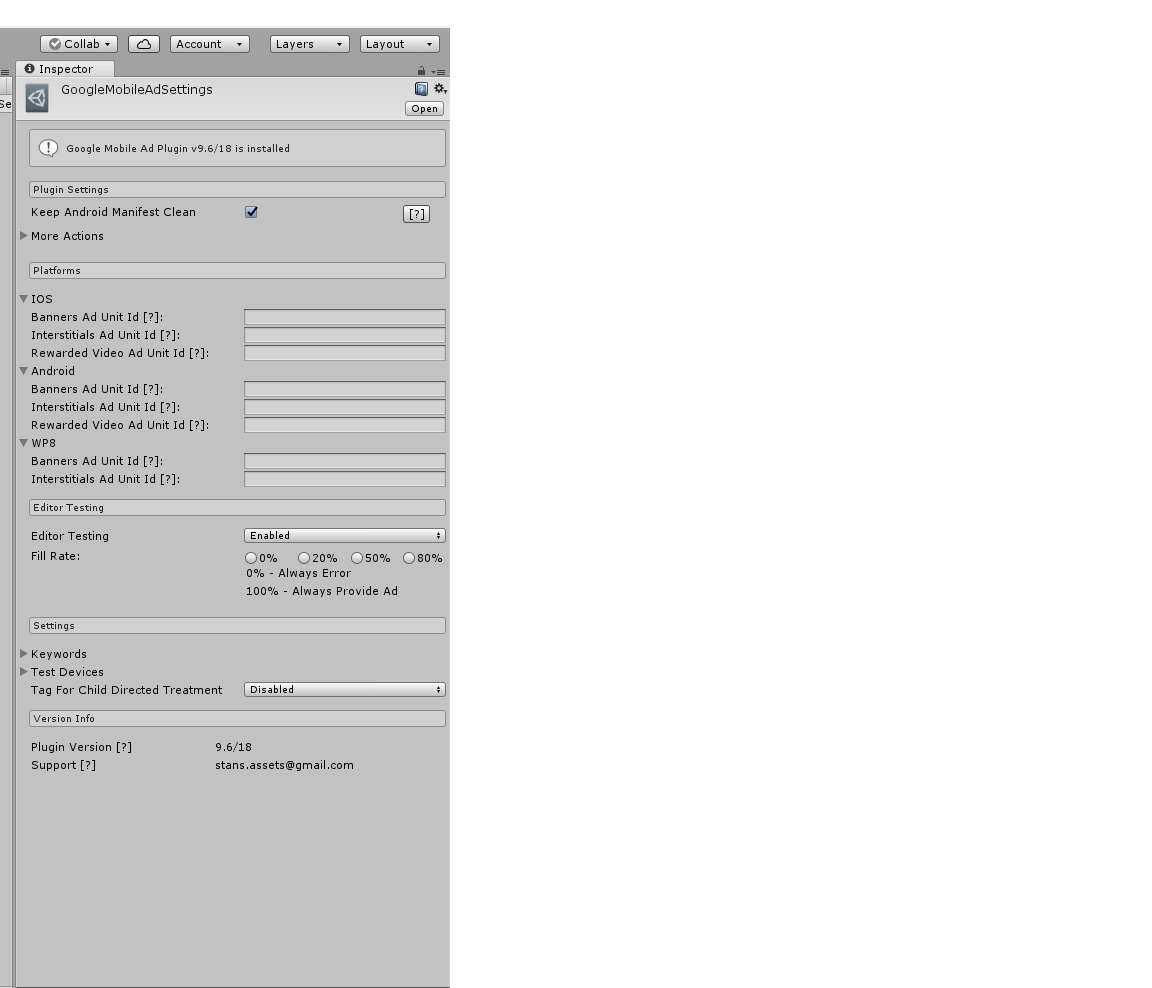 Collab Account Layers Layout
Inspector
Se
GoogleMobileAdSettings
Open
Google Mobile Ad Plugin v9.6/18 is installed
Plugin Settings
Keep Android Manifest Clean [?]
More Actions
Platforms
IOS
Banners Ad Unit Id [?]:
Interstitials Ad Unit Id [?]:
Rewarded Video Ad Unit Id [?]:
Android
Banners Ad Unit Id [?]:
Interstitials Ad Unit Id [?]:
Rewarded Video Ad Unit Id [?]:
WP8
Banners Ad Unit Id [?]:
Interstitials Ad Unit Id [?]:
Editor Testing
Editor Testing Enabled
Fill Rate: 0% 20% 50% 80%
0% - Always Error
100% - Always Provide Ad
Settings
Keywords
Test Devices
Tag For Child Directed Treatment Disabled
Version Info
Plugin Version [?] 9.6/18
Support [?] stans.assets@gmail.com